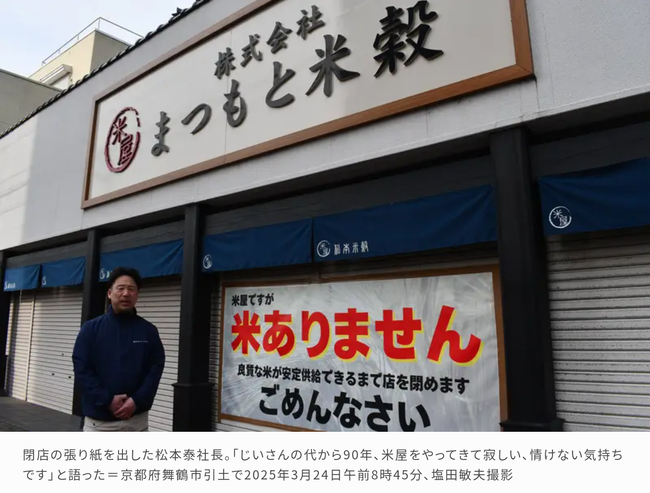 株式会社
まつもと米穀
米屋
米屋
米屋 松本米穀
米屋
米屋ですが
米ありません
良質な米が安定供給できるまで店を閉めます
ごめんなさい
閉店の張り紙を出した松本泰社長。「じいさんの代から90年、米屋をやってきて寂しい、情けない気持ち
です」と語った＝京都府舞鶴市引土で2025年3月24日午前8時45分、塩田敏夫撮影